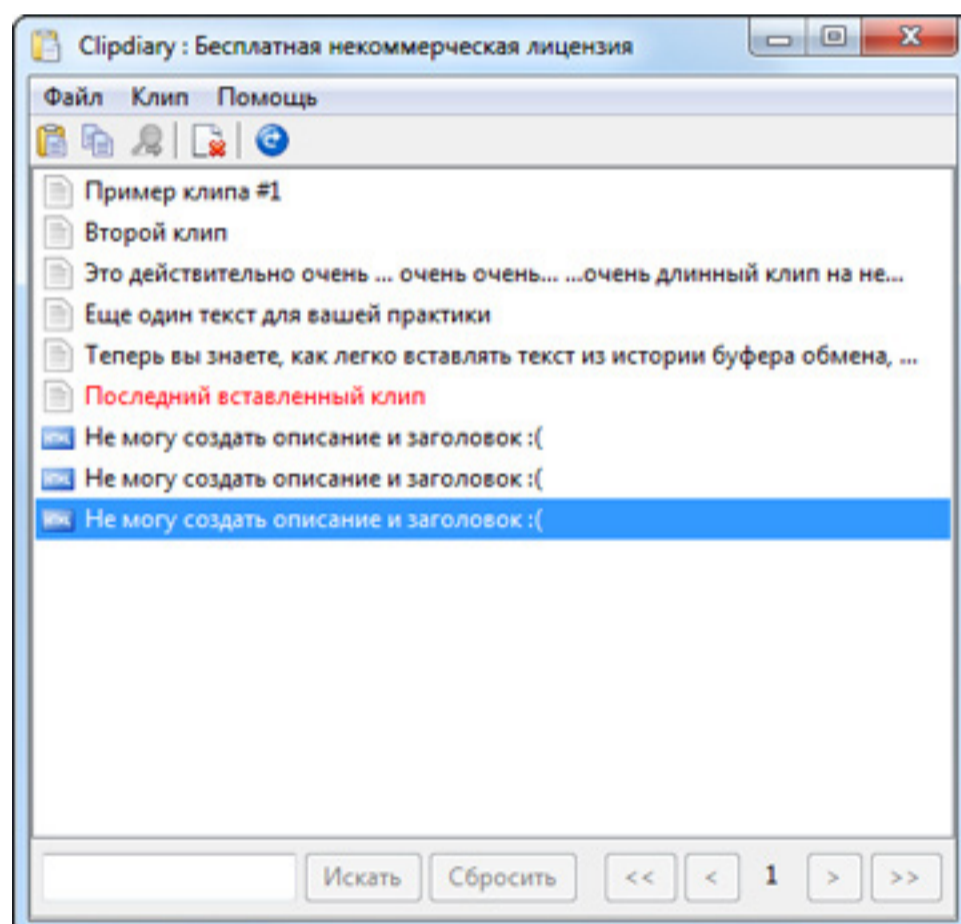 Clipdiary : Бесплатная некоммерческая лицензия
Файл Клип Помощь
Пример клипа #1
Второй клип
Это действительно очень ... очень очень... ...очень длинный клип на не...
Еще один текст для вашей практики
Теперь вы знаете, как легко вставлять текст из истории буфера обмена, ...
Последний вставленный клип
HTML Не могу создать описание и заголовок :(
HTML Не могу создать описание и заголовок :(
HTML Не могу создать описание и заголовок :(
Искать Сбросить << < 1 > >>